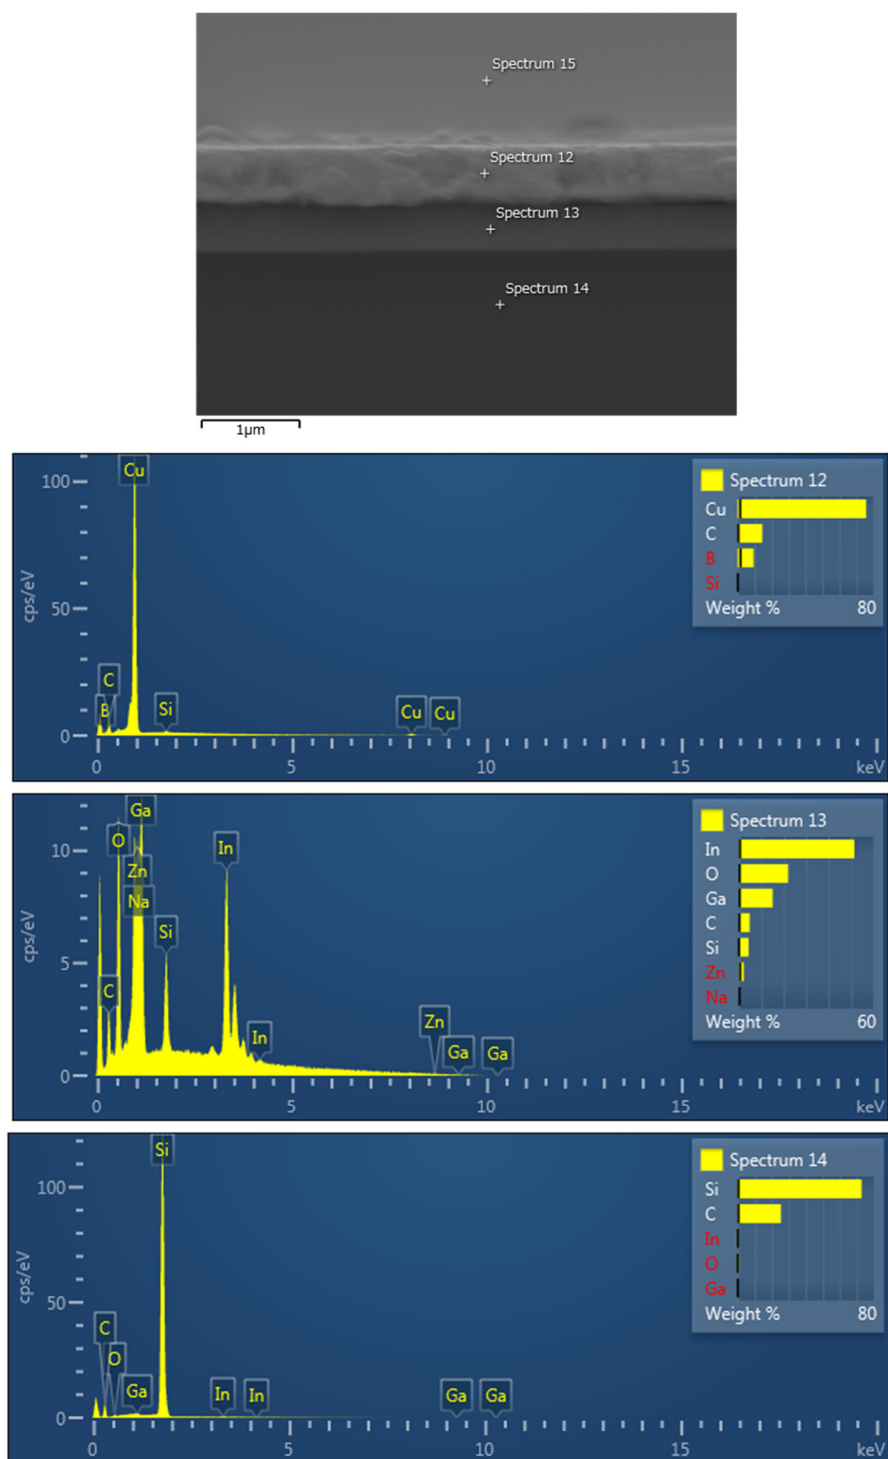 Spectrum 15
Spectrum 12
Spectrum 13
Spectrum 14
1µm
100
50
0
cps/eV
Cu
C
B
Si
Cu
Cu
0
5
10
15
keV
Spectrum 12
Cu
C
B
Si
Weight % 80
10
5
0
cps/eV
Ga
O
Zn
Na
In
Si
C
In
Zn
Ga
Ga
0
5
10
15
keV
Spectrum 13
In
O
Ga
C
Si
Zn
Na
Weight % 60
100
50
0
cps/eV
Si
C
O
Ga
In
In
Ga
Ga
0
5
10
15
keV
Spectrum 14
Si
C
In
O
Ga
Weight % 80